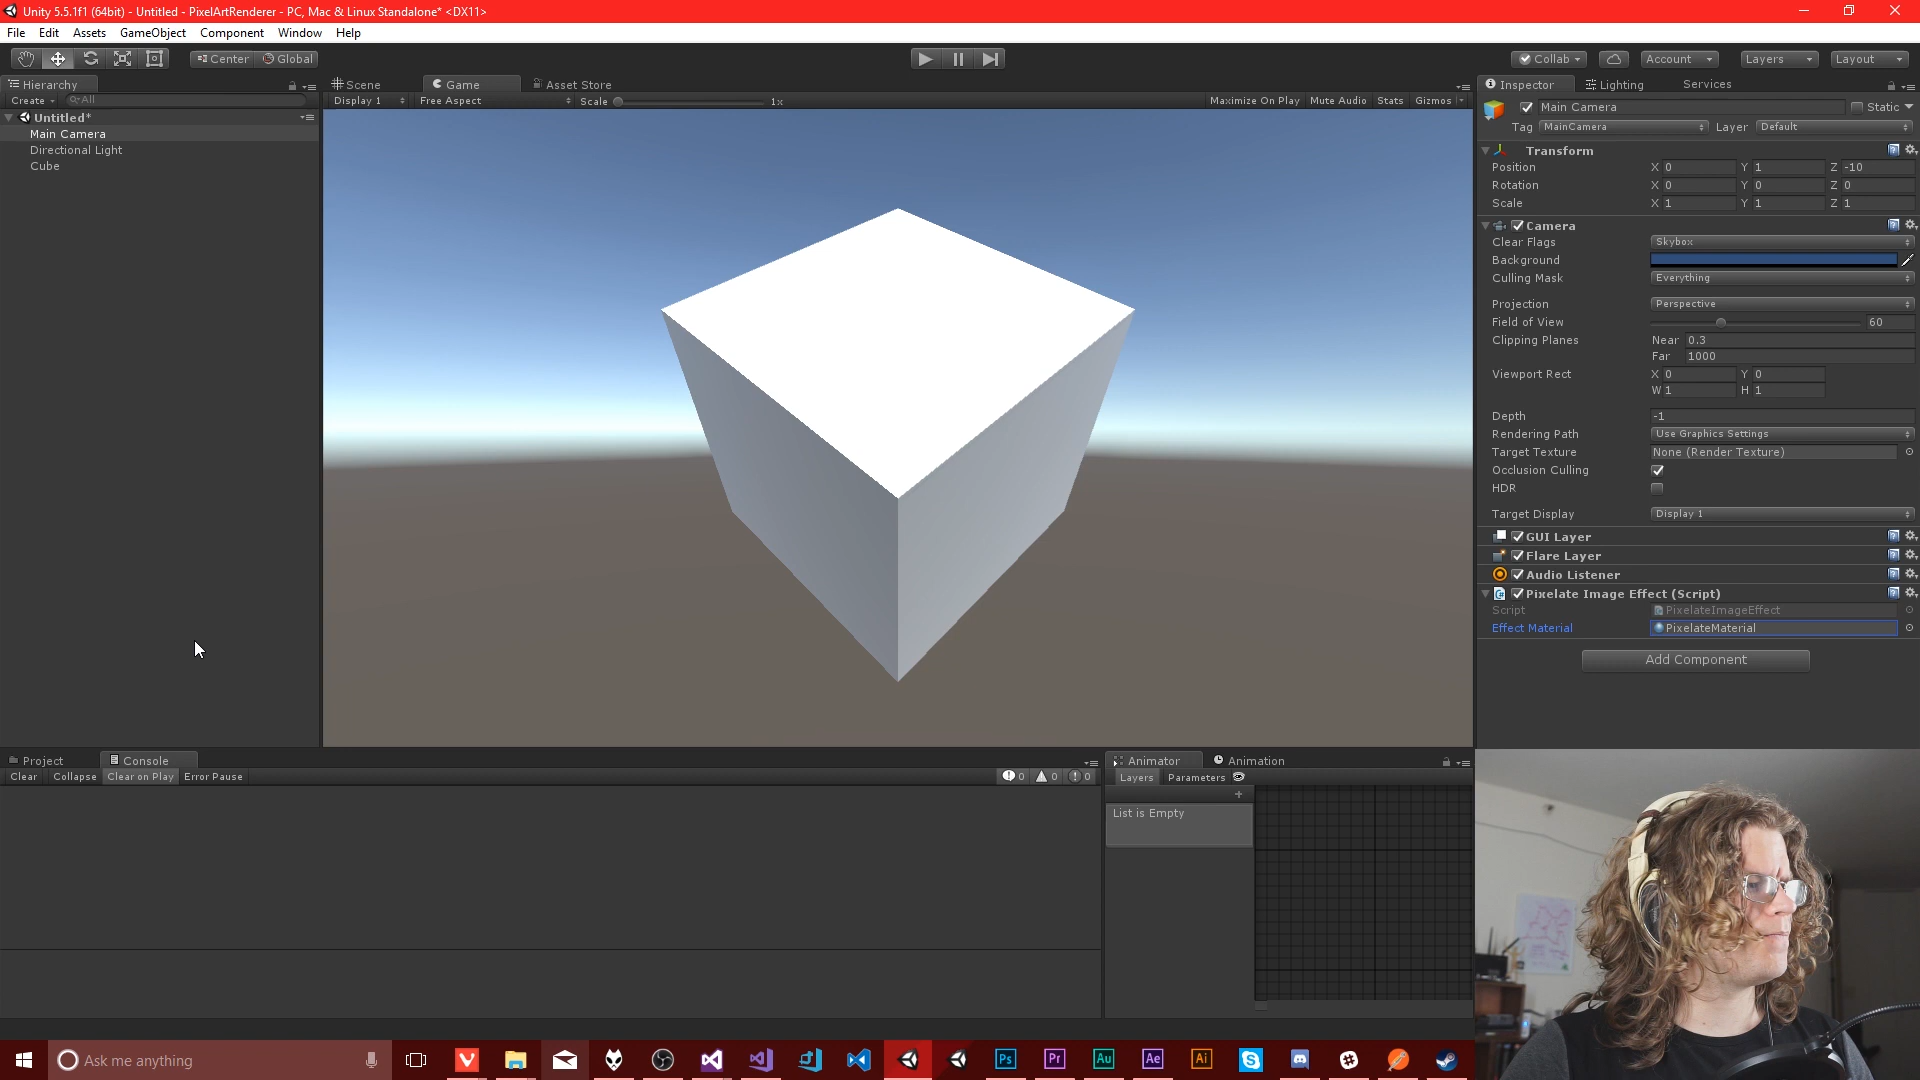 Unity 5.5.1f1 (64bit) - Untitled - PixelArtRenderer - PC, Mac & Linux Standalone* <DX11>
File Edit Assets GameObject Component Window Help
Center Global Collab Account Layers Layout
Hierarchy
Create All
Untitled*
Main Camera
Directional Light
Cube
Scene Game Asset Store
Display 1 Free Aspect Scale 1x Maximize On Play Mute Audio Stats Gizmos
Inspector Lighting Services
Main Camera Static
Tag MainCamera Layer Default
Transform
Position X 0 Y 1 Z -10
Rotation X 0 Y 0 Z 0
Scale X 1 Y 1 Z 1
Camera
Clear Flags Skybox
Background
Culling Mask Everything
Projection Perspective
Field of View 60
Clipping Planes Near 0.3
Far 1000
Viewport Rect X 0 Y 0
W 1 H 1
Depth -1
Rendering Path Use Graphics Settings
Target Texture None (Render Texture)
Occlusion Culling
HDR
Target Display Display 1
GUI Layer
Flare Layer
Audio Listener
Pixelate Image Effect (Script)
Script PixelateImageEffect
Effect Material PixelateMaterial
Add Component
Project Console
Clear Collapse Clear on Play Error Pause 0 0 0
Animator Animation
Layers Parameters
List is Empty
Ask me anything
Ps Pr Au Ae Ai